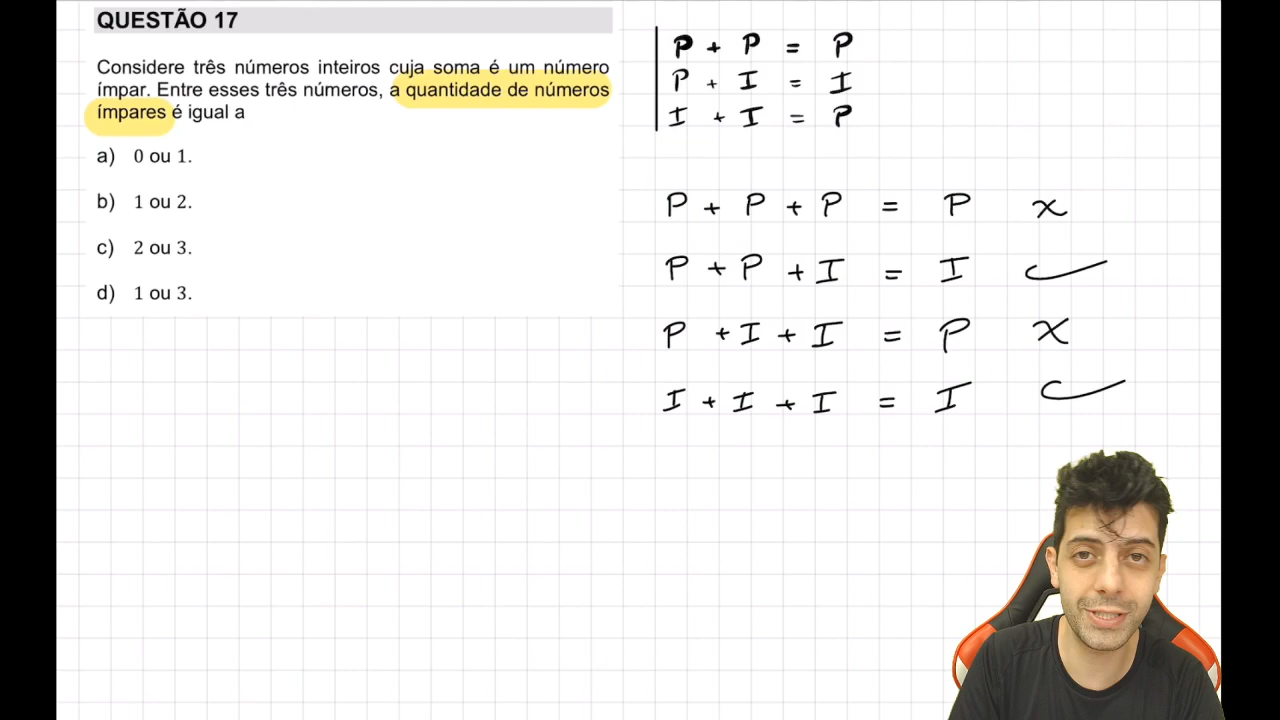 QUESTÃO 17
Considere três números inteiros cuja soma é um número
ímpar. Entre esses três números, a quantidade de números
ímpares é igual a
a) 0 ou 1.
b) 1 ou 2.
c) 2 ou 3.
d) 1 ou 3.
P + P = P
P + I = I
I + I = P
P + P + P = P x
P + P + I = I ✓
P + I + I = P x
I + I + I = I ✓